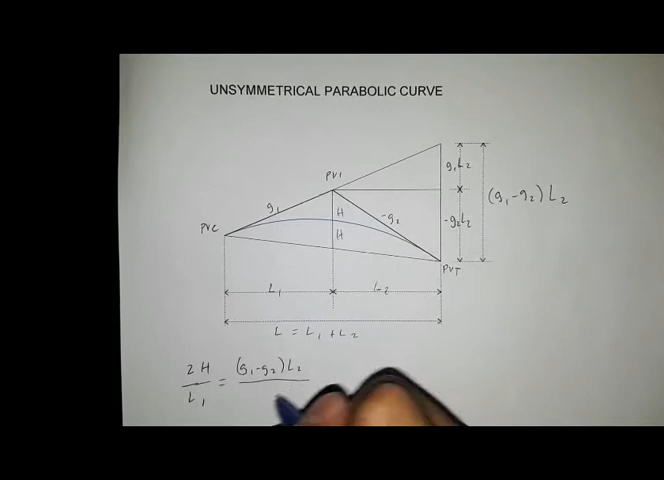 UNSYMMETRICAL PARABOLIC CURVE
PVI
g₁L₂
g₁
H
-g₂
(g₁-g₂)L₂
-g₂L₂
PVC
H
PVT
L₁
L₂
L = L₁ + L₂
2H / L₁ = (g₁-g₂)L₂